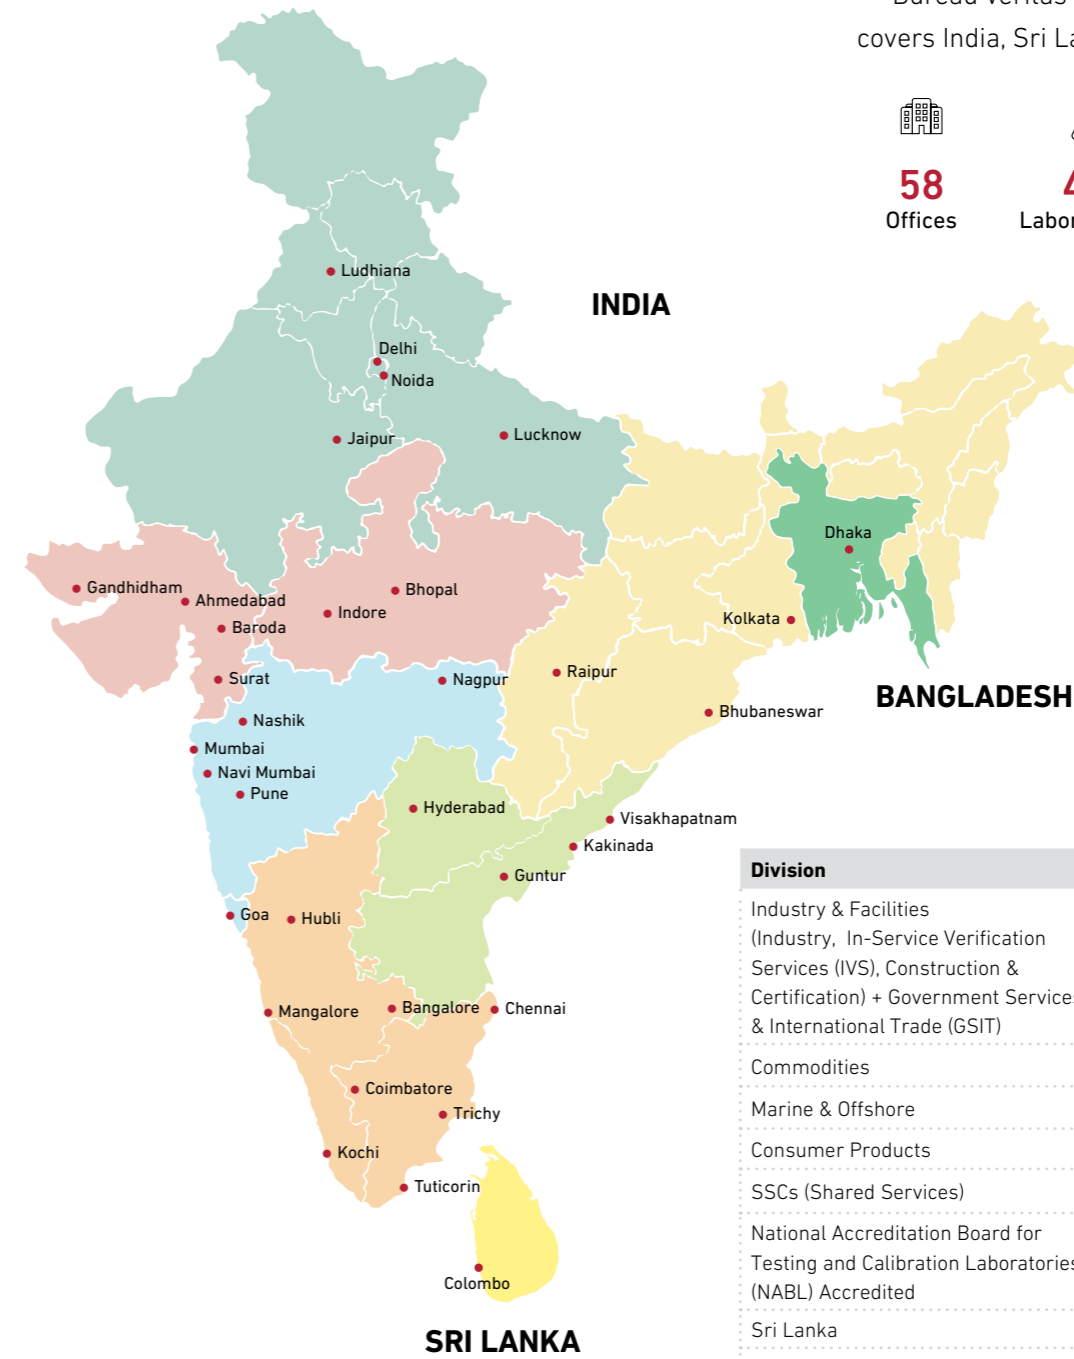 Bureau Veritas
covers India, Sri La
58
Offices
Labor
INDIA
Ludhiana
Delhi
Noida
Jaipur
Lucknow
Dhaka
Gandhidham
Ahmedabad
Bhopal
Indore
Baroda
Kolkata
Surat
Nagpur
Raipur
BANGLADESH
Nashik
Bhubaneswar
Mumbai
Navi Mumbai
Pune
Hyderabad
Visakhapatnam
Kakinada
Guntur
Goa
Hubli
Mangalore
Bangalore
Chennai
Coimbatore
Trichy
Kochi
Tuticorin
Colombo
SRI LANKA
Division
Industry & Facilities
(Industry, In-Service Verification
Services (IVS), Construction &
Certification) + Government Services
& International Trade (GSIT)
Commodities
Marine & Offshore
Consumer Products
SSCs (Shared Services)
National Accreditation Board for
Testing and Calibration Laboratories
(NABL) Accredited
Sri Lanka